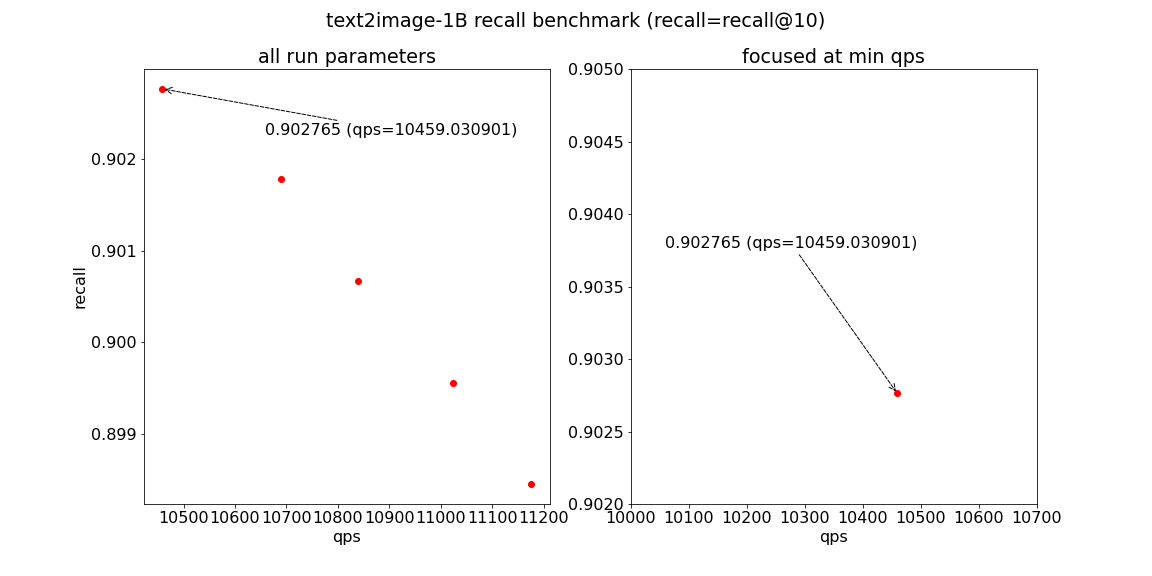 text2image-1B recall benchmark (recall=recall@10)
all run parameters
0.902765 (qps=10459.030901)
0.902
0.901
0.900
0.899
recall
10500 10600 10700 10800 10900 11000 11100 11200
qps
focused at min qps
0.9050
0.9045
0.9040
0.9035
0.9030
0.9025
0.9020
0.902765 (qps=10459.030901)
10000 10100 10200 10300 10400 10500 10600 10700
qps